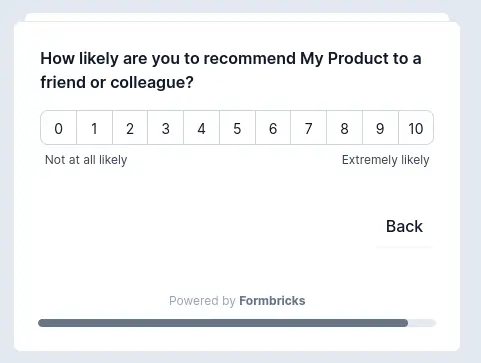 How likely are you to recommend My Product to a
friend or colleague?
0 1 2 3 4 5 6 7 8 9 10
Not at all likely Extremely likely
Back
Powered by Formbricks